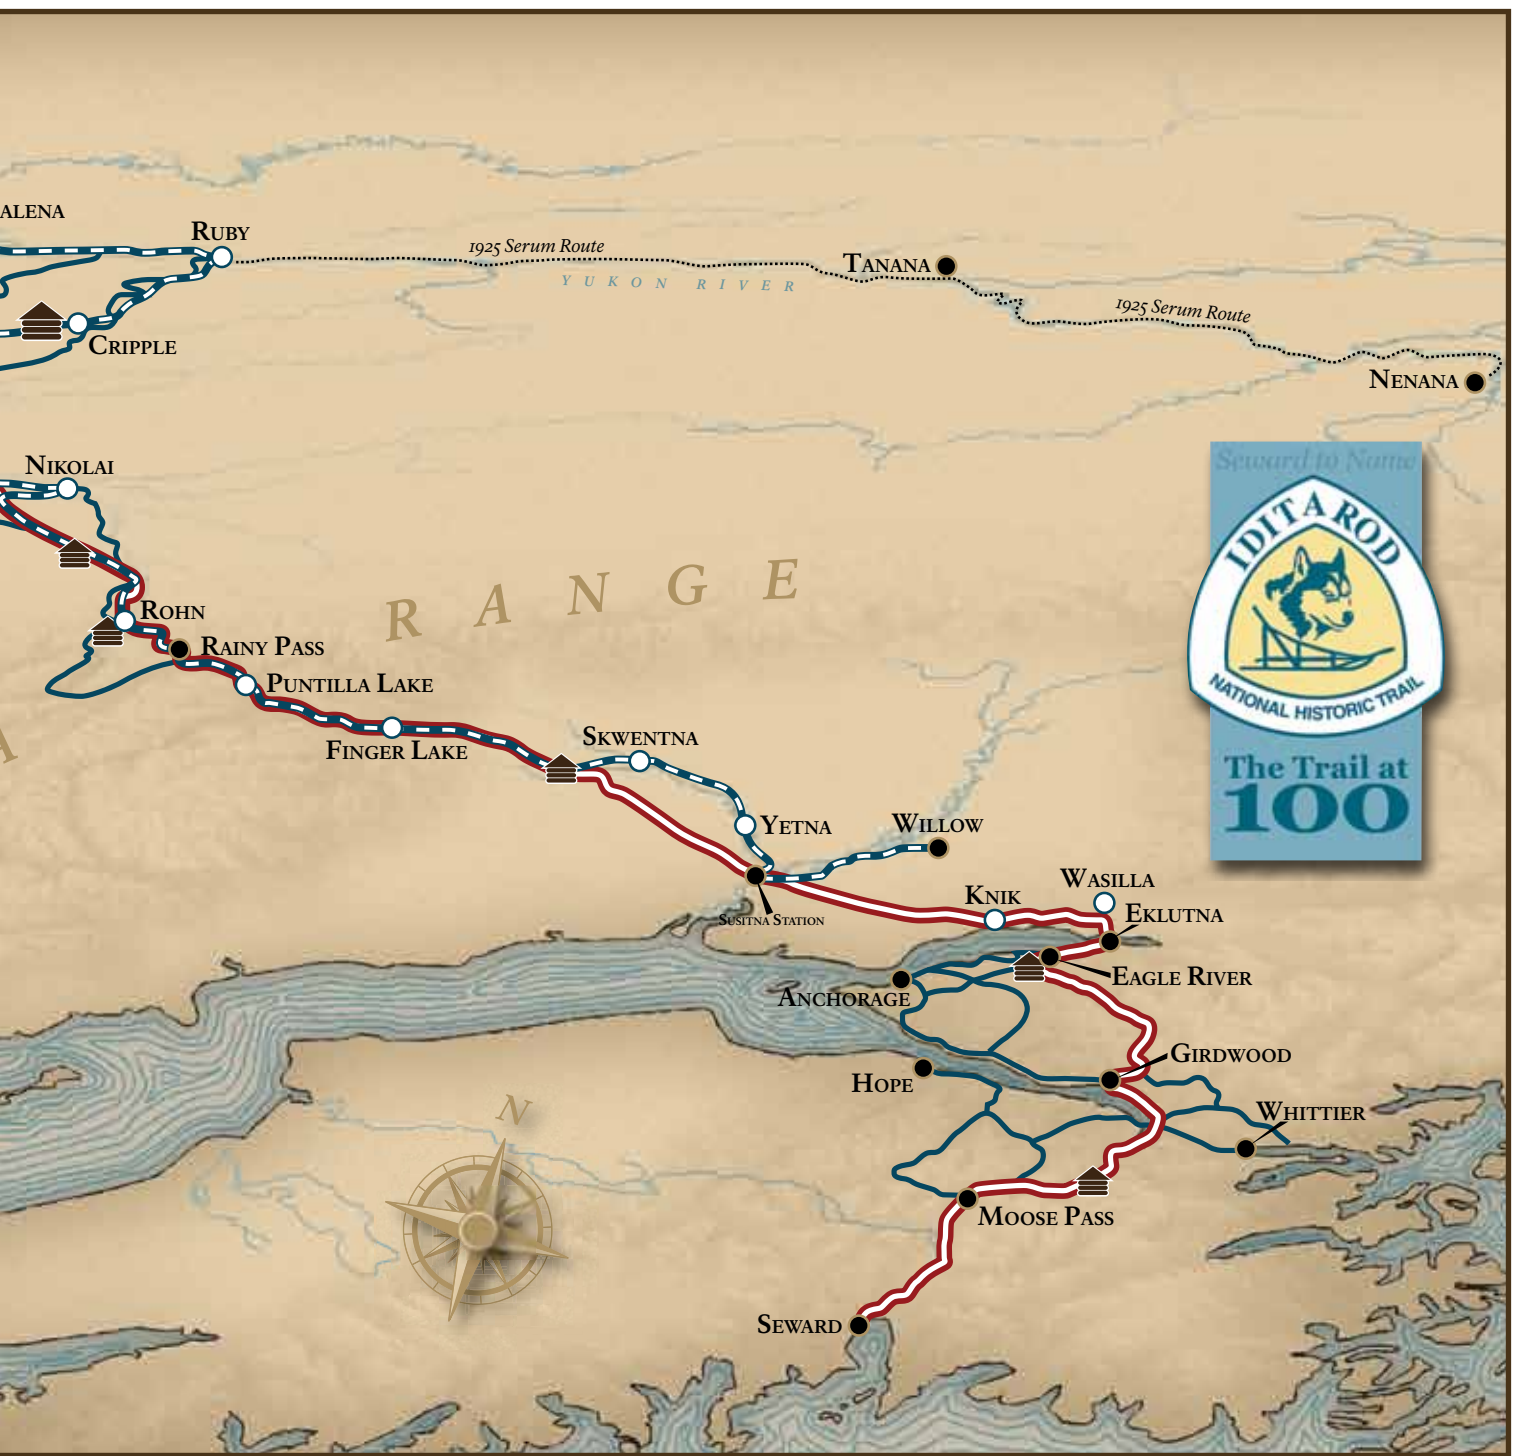 ALENA
RUBY
1925 Serum Route
YUKON RIVER
TANANA
1925 Serum Route
CRIPPLE
NENANA
NIKOLAI
Seward to Nome
IDITAROD
NATIONAL HISTORIC TRAIL
The Trail at
100
RANGE
ROHN
RAINY PASS
PUNTILLA LAKE
A
FINGER LAKE
SKWENTNA
YETNA
WILLOW
WASILLA
KNIK
EKLUTNA
SUSITNA STATION
EAGLE RIVER
ANCHORAGE
GIRDWOOD
HOPE
N
WHITTIER
MOOSE PASS
SEWARD